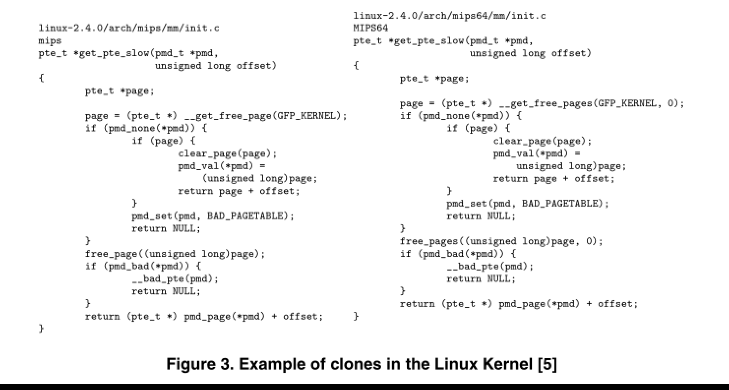 linux-2.4.0/arch/mips/mm/init.c
mips
pte_t *get_pte_slow(pmd_t *pmd,
                    unsigned long offset)
{
        pte_t *page;

        page = (pte_t *) __get_free_page(GFP_KERNEL);
        if (pmd_none(*pmd)) {
                if (page) {
                        clear_page(page);
                        pmd_val(*pmd) =
                            (unsigned long)page;
                        return page + offset;
                }
                pmd_set(pmd, BAD_PAGETABLE);
                return NULL;
        }
        free_page((unsigned long)page);
        if (pmd_bad(*pmd)) {
                __bad_pte(pmd);
                return NULL;
        }
        return (pte_t *) pmd_page(*pmd) + offset;
}
linux-2.4.0/arch/mips64/mm/init.c
MIPS64
pte_t *get_pte_slow(pmd_t *pmd,
                    unsigned long offset)
{
        pte_t *page;

        page = (pte_t *) __get_free_pages(GFP_KERNEL, 0);
        if (pmd_none(*pmd)) {
                if (page) {
                        clear_page(page);
                        pmd_val(*pmd) =
                            unsigned long)page;
                        return page + offset;
                }
                pmd_set(pmd, BAD_PAGETABLE);
                return NULL;
        }
        free_pages((unsigned long)page, 0);
        if (pmd_bad(*pmd)) {
                __bad_pte(pmd);
                return NULL;
        }
        return (pte_t *) pmd_page(*pmd) + offset;
}
Figure 3. Example of clones in the Linux Kernel [5]